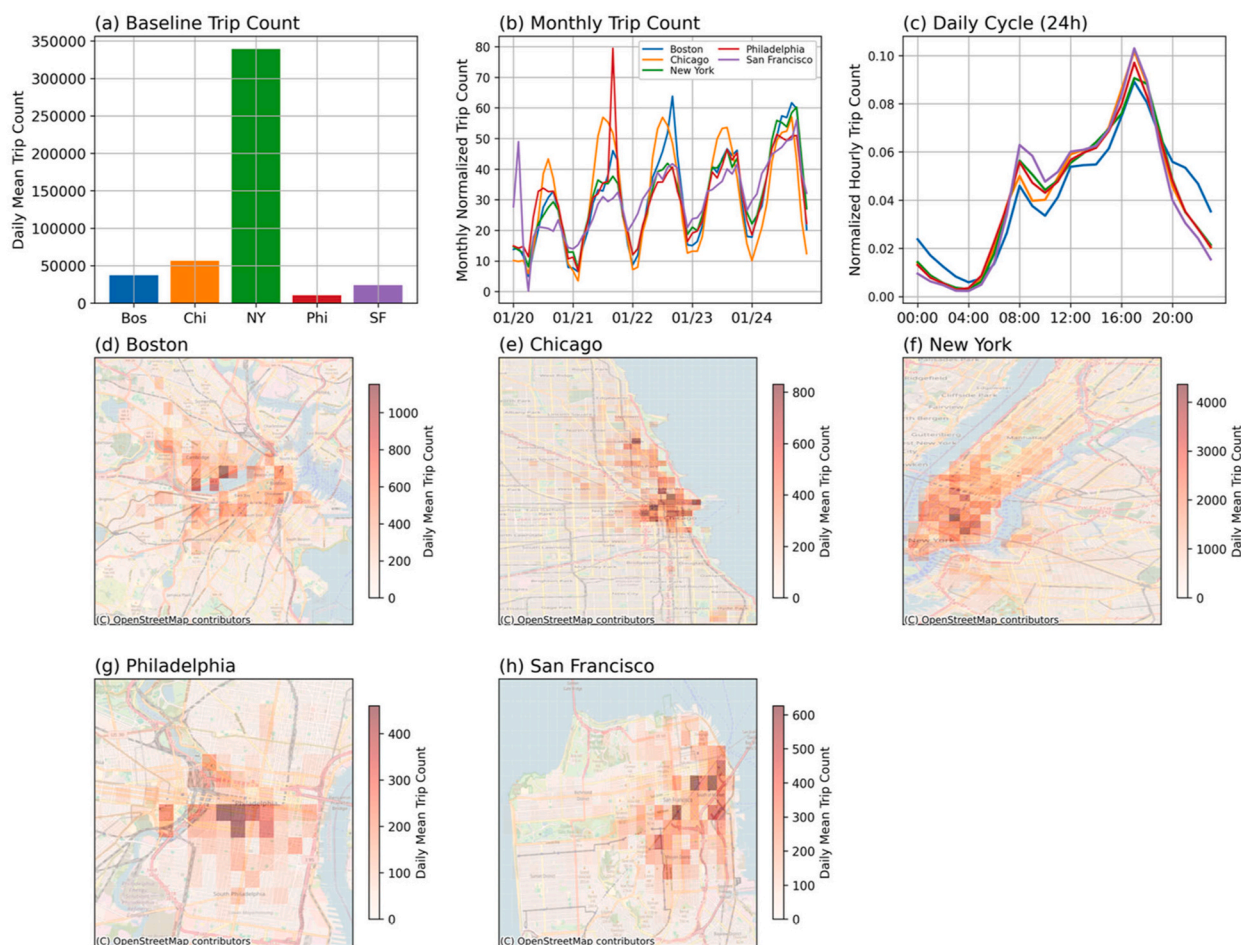 (a) Baseline Trip Count
Daily Mean Trip Count
350000
300000
250000
200000
150000
100000
50000
0
Bos Chi NY Phi SF
(b) Monthly Trip Count
Monthly Normalized Trip Count
80
70
60
50
40
30
20
10
0
01/20 01/21 01/22 01/23 01/24
Boston
Chicago
New York
Philadelphia
San Francisco
(c) Daily Cycle (24h)
Normalized Hourly Trip Count
0.10
0.08
0.06
0.04
0.02
0.00
00:00 04:00 08:00 12:00 16:00 20:00
(d) Boston
(C) OpenStreetMap contributors
1000
800
600
400
200
0
Daily Mean Trip Count
(e) Chicago
(C) OpenStreetMap contributors
800
600
400
200
0
Daily Mean Trip Count
(f) New York
(C) OpenStreetMap contributors
4000
3000
2000
1000
0
Daily Mean Trip Count
(g) Philadelphia
Philadelphia
South Philadelphia
(C) OpenStreetMap contributors
400
300
200
100
0
Daily Mean Trip Count
(h) San Francisco
San Francisco
(C) OpenStreetMap contributors
600
500
400
300
200
100
0
Daily Mean Trip Count